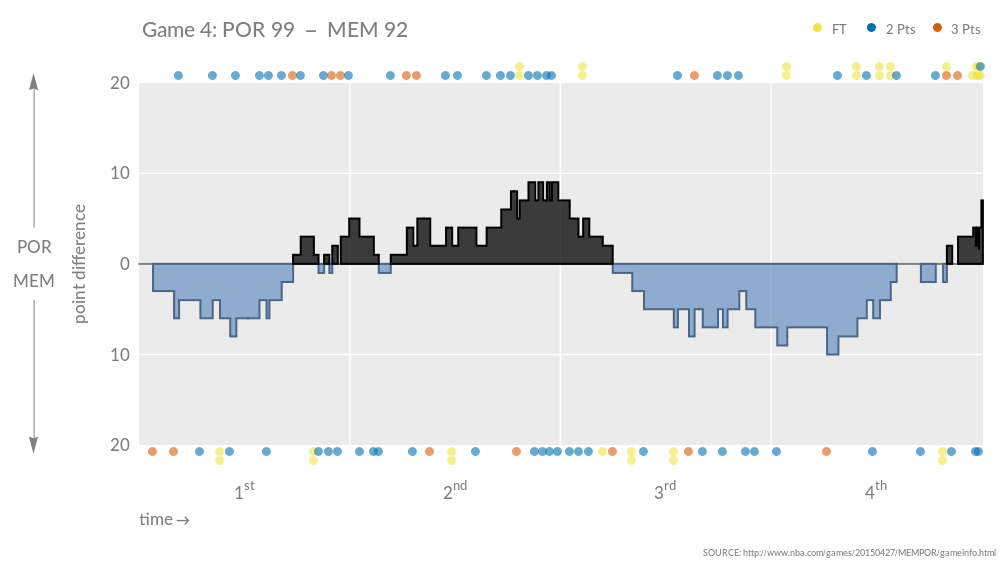 Game 4: POR 99 – MEM 92
FT 2 Pts 3 Pts
20
10
0
10
20
POR
MEM
point difference
1st 2nd 3rd 4th
time→
SOURCE: http://www.nba.com/games/20150427/MEMPOR/gameinfo.html